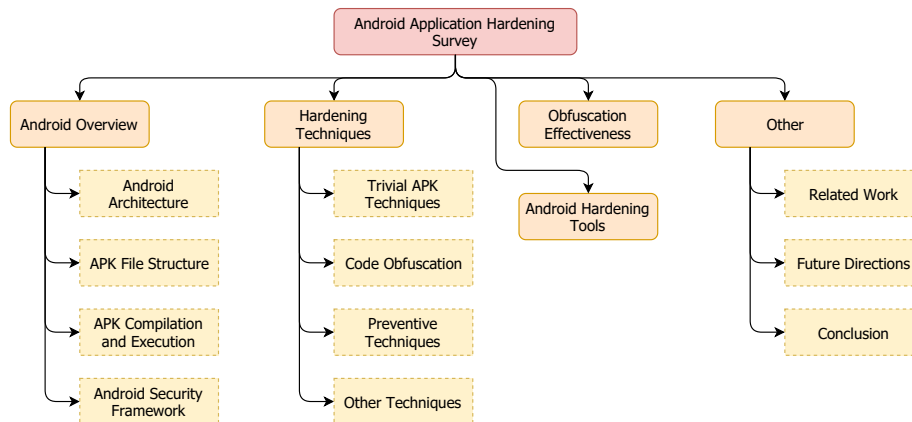 Android Application Hardening
Survey
Android Overview
Hardening
Techniques
Obfuscation
Effectiveness
Other
Android
Architecture
APK File Structure
APK Compilation
and Execution
Android Security
Framework
Trivial APK
Techniques
Code Obfuscation
Preventive
Techniques
Other Techniques
Android Hardening
Tools
Related Work
Future Directions
Conclusion